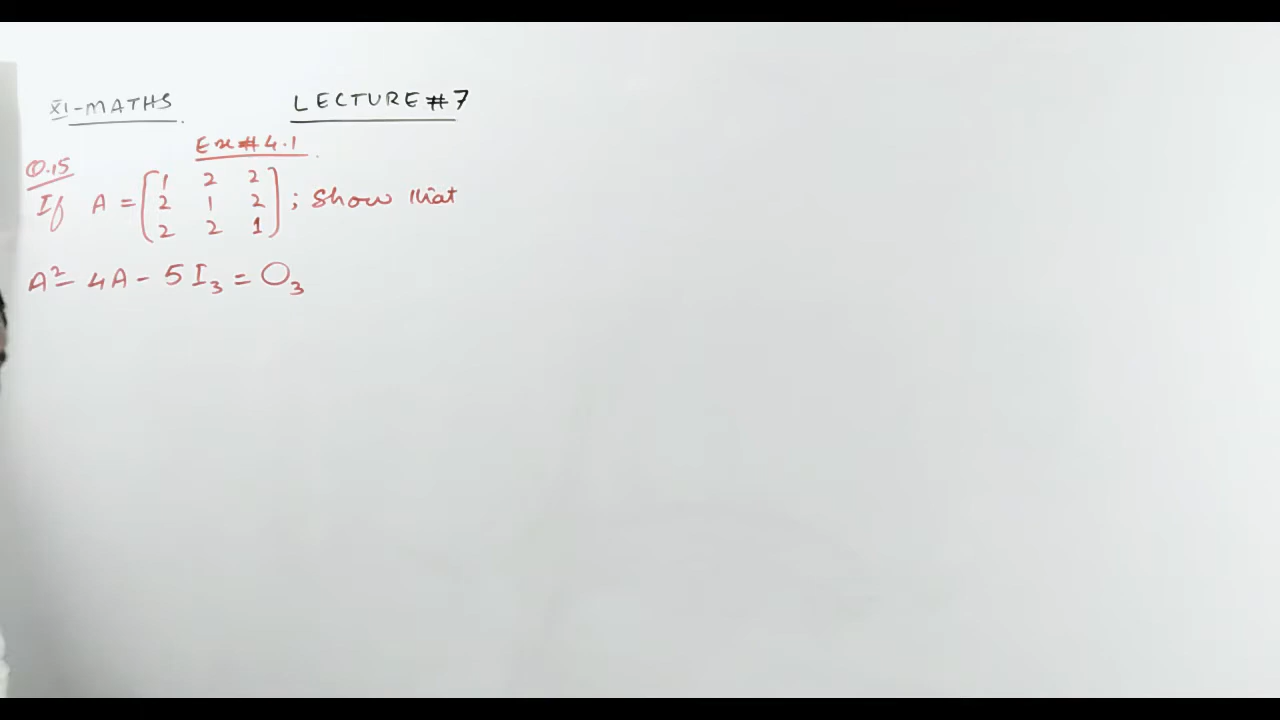 XI-MATHS LECTURE#7
Ex#4.1
Q.15
If A = [1 2 2; 2 1 2; 2 2 1] ; Show that
A² - 4A - 5I₃ = O₃